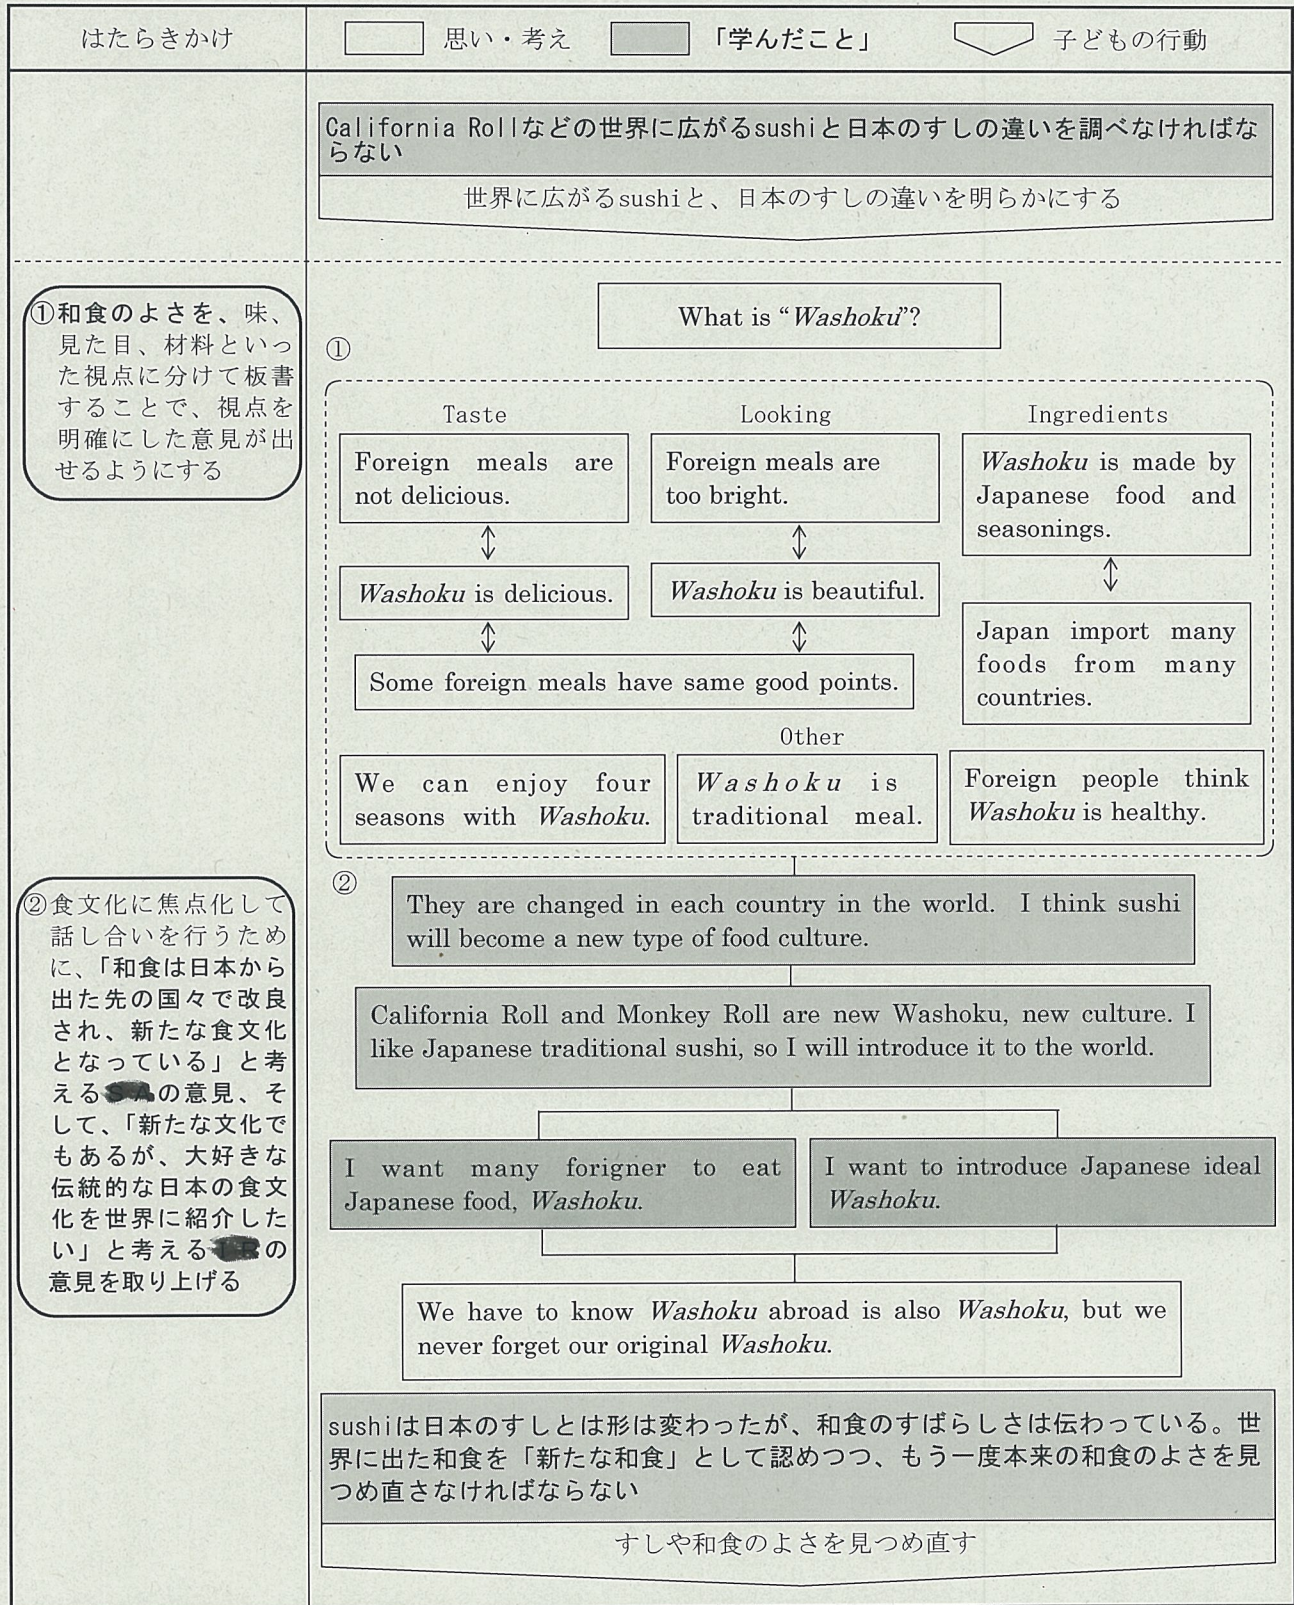 はたらきかけ
思い・考え
「学んだこと」
子どもの行動
California Rollなどの世界に広がるsushiと日本のすしの違いを調べなければな
らない
世界に広がるsushiと、日本のすしの違いを明らかにする
①和食のよさを、味、
見た目、材料といっ
た視点に分けて板書
することで、視点を
明確にした意見が出
せるようにする
What is “Washoku”?
①
Taste
Looking
Ingredients
Foreign meals are
not delicious.
Foreign meals are
too bright.
Washoku is made by
Japanese food and
seasonings.
Washoku is delicious.
Washoku is beautiful.
Japan import many
foods from many
countries.
Some foreign meals have same good points.
Other
We can enjoy four
seasons with Washoku.
Washoku is
traditional meal.
Foreign people think
Washoku is healthy.
②食文化に焦点化して
話し合いを行うため
に、「和食は日本から
出た先の国々で改良
され、新たな食文化
となっている」と考
えるの意見、そ
して、「新たな文化で
もあるが、大好きな
伝統的な日本の食文
化を世界に紹介した
い」と考えるの
意見を取り上げる
②
They are changed in each country in the world. I think sushi
will become a new type of food culture.
California Roll and Monkey Roll are new Washoku, new culture. I
like Japanese traditional sushi, so I will introduce it to the world.
I want many forigner to eat
Japanese food, Washoku.
I want to introduce Japanese ideal
Washoku.
We have to know Washoku abroad is also Washoku, but we
never forget our original Washoku.
sushiは日本のすしとは形は変わったが、和食のすばらしさは伝わっている。世
界に出た和食を「新たな和食」として認めつつ、もう一度本来の和食のよさを見
つめ直さなければならない
すしや和食のよさを見つめ直す